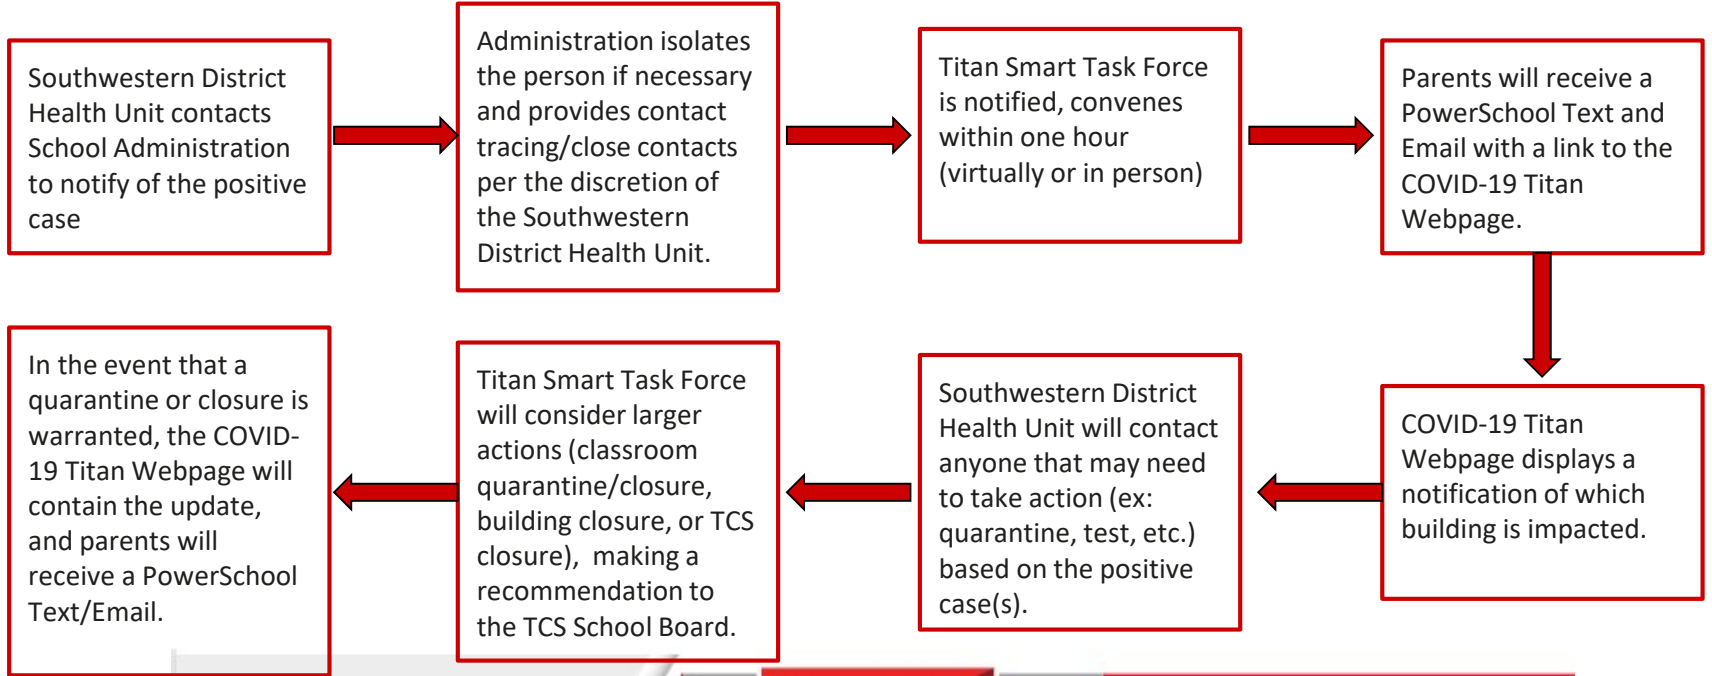 Southwestern District
Health Unit contacts
School Administration
to notify of the positive
case
Administration isolates
the person if necessary
and provides contact
tracing/close contacts
per the discretion of
the Southwestern
District Health Unit.
Titan Smart Task Force
is notified, convenes
within one hour
(virtually or in person)
Parents will receive a
PowerSchool Text and
Email with a link to the
COVID-19 Titan
Webpage.
COVID-19 Titan
Webpage displays a
notification of which
building is impacted.
Southwestern District
Health Unit will contact
anyone that may need
to take action (ex:
quarantine, test, etc.)
based on the positive
case(s).
Titan Smart Task Force
will consider larger
actions (classroom
quarantine/closure,
building closure, or TCS
closure),  making a
recommendation to
the TCS School Board.
In the event that a
quarantine or closure is
warranted, the COVID-
19 Titan Webpage will
contain the update,
and parents will
receive a PowerSchool
Text/Email.